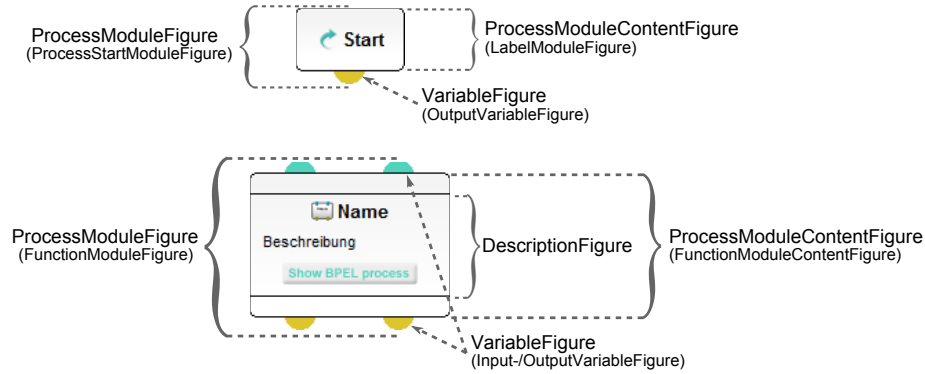 ProcessModuleFigure
(ProcessStartModuleFigure)
Start
ProcessModuleContentFigure
(LabelModuleFigure)
VariableFigure
(OutputVariableFigure)
ProcessModuleFigure
(FunctionModuleFigure)
Name
Beschreibung
Show BPEL process
DescriptionFigure
ProcessModuleContentFigure
(FunctionModuleContentFigure)
VariableFigure
(Input-/OutputVariableFigure)